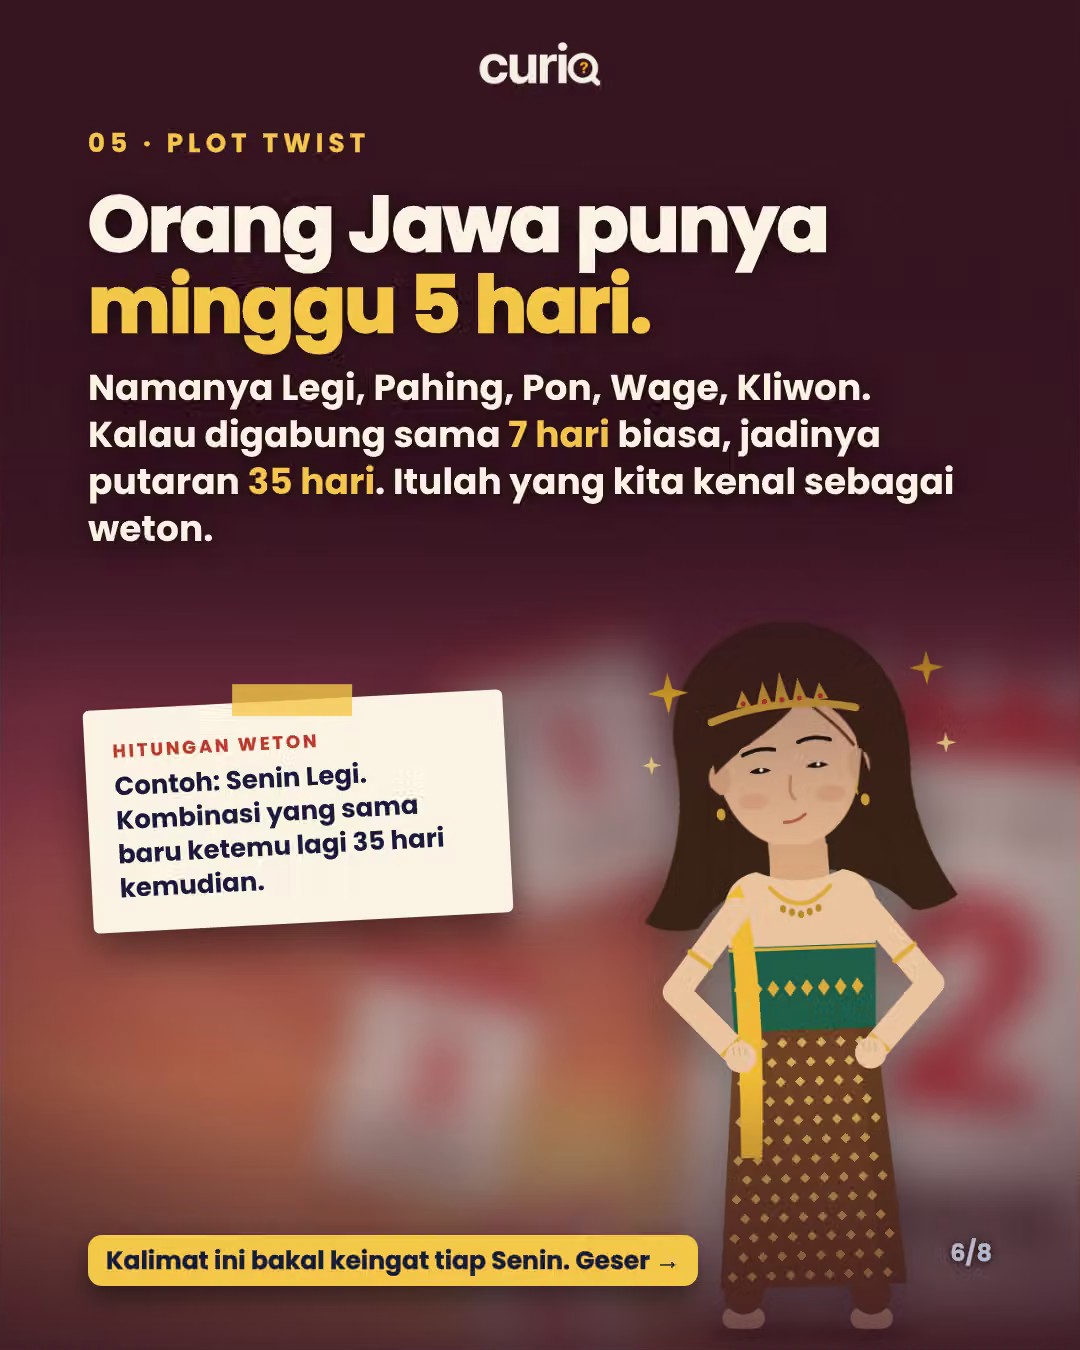 curio
05 · PLOT TWIST
Orang Jawa punya
minggu 5 hari.
Namanya Legi, Pahing, Pon, Wage, Kliwon.
Kalau digabung sama 7 hari biasa, jadinya
putaran 35 hari. Itulah yang kita kenal sebagai
weton.
HITUNGAN WETON
Contoh: Senin Legi.
Kombinasi yang sama
baru ketemu lagi 35 hari
kemudian.
2
Kalimat ini bakal keingat tiap Senin. Geser →
6/8